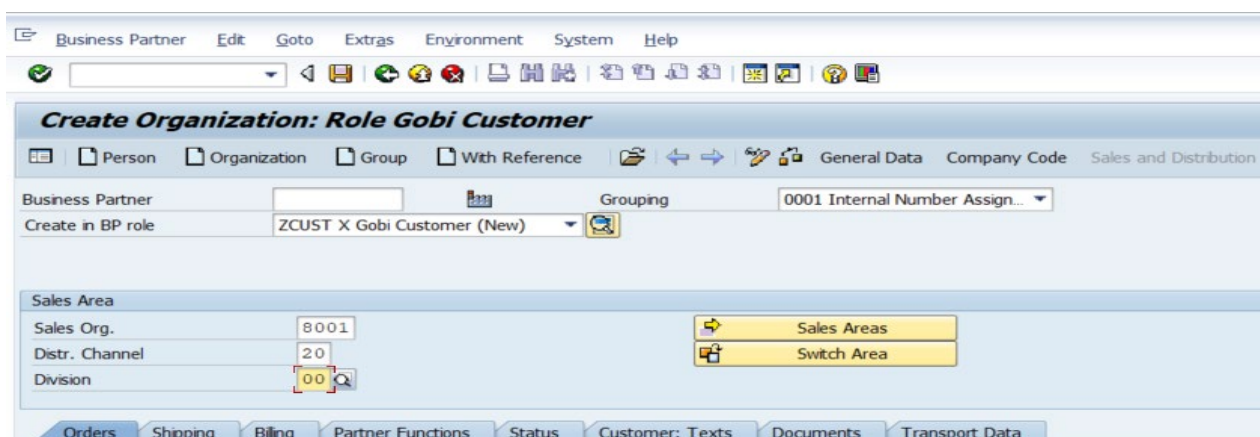 Business Partner Edit Goto Extras Environment System Help
Create Organization: Role Gobi Customer
Person Organization Group With Reference General Data Company Code Sales and Distribution
Business Partner Grouping 0001 Internal Number Assign...
Create in BP role ZCUST X Gobi Customer (New)
Sales Area
Sales Org. 8001 Sales Areas
Distr. Channel 20 Switch Area
Division 00
Orders Shipping Billing Partner Functions Status Customer: Texts Documents Transport Data